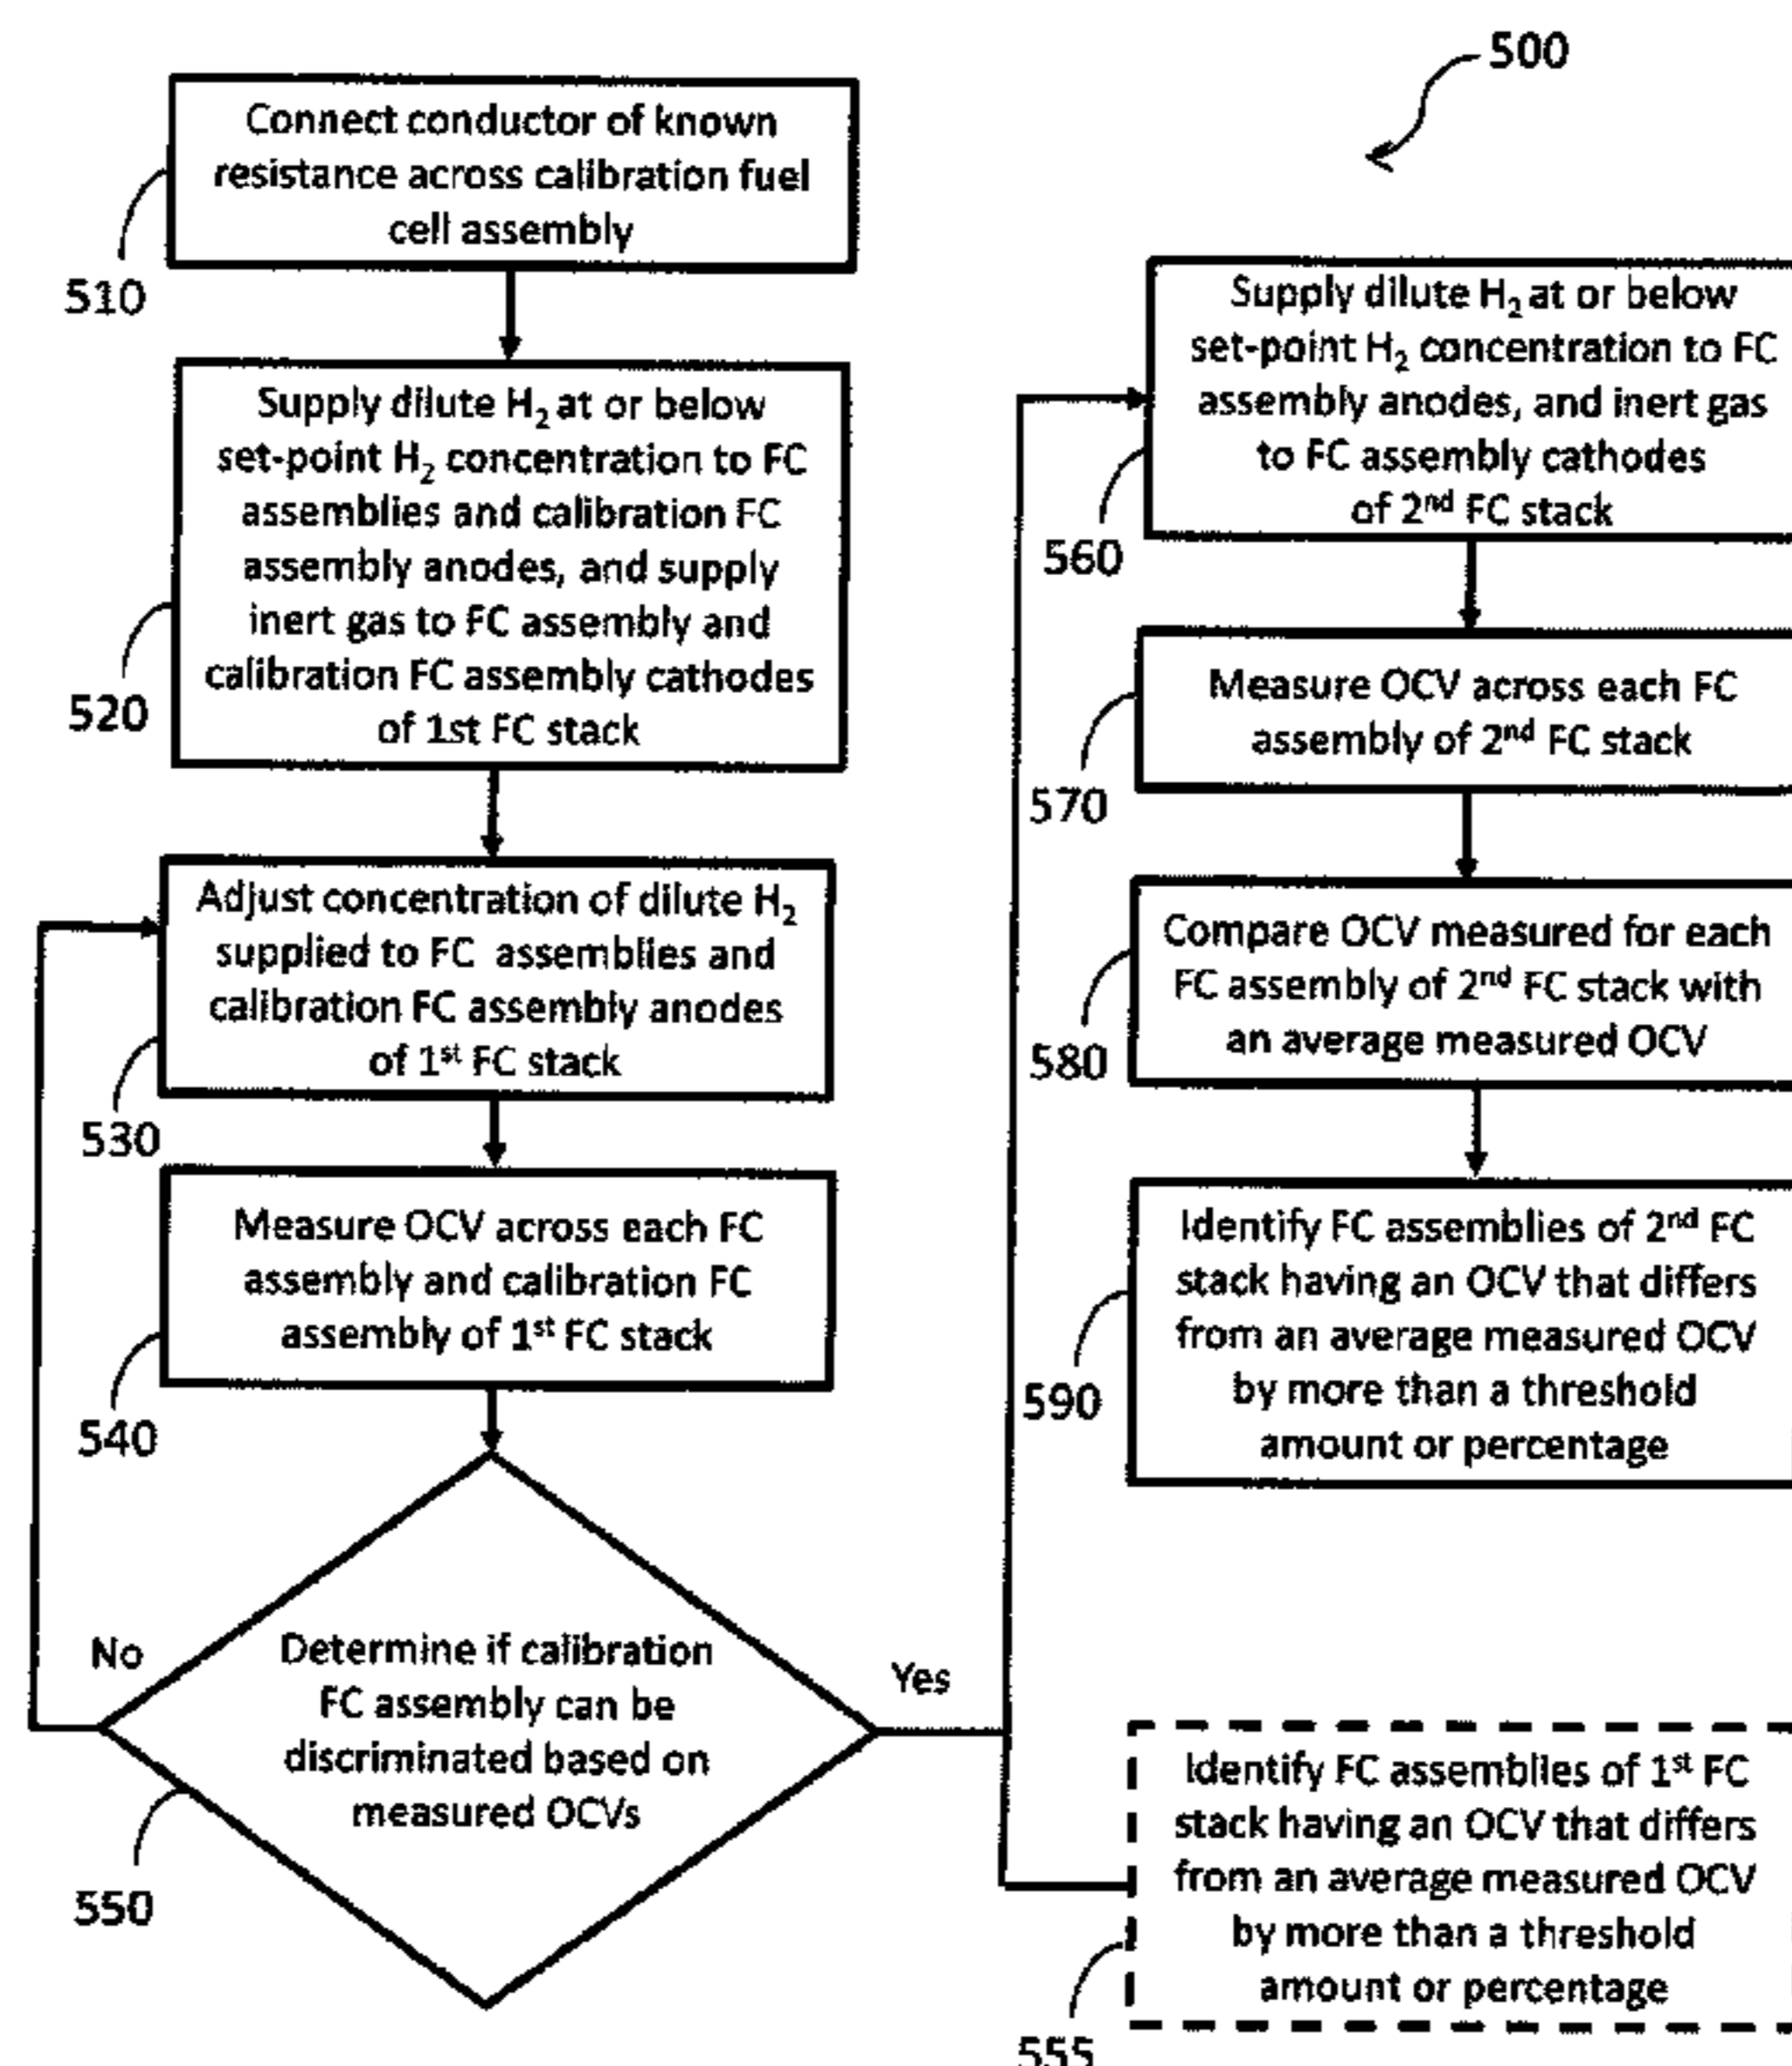 500
Connect conductor of known
resistance across calibration fuel
cell assembly
510
Supply dilute H₂ at or below
set-point H₂ concentration to FC
assemblies and calibration FC
assembly anodes, and supply
inert gas to FC assembly and
calibration FC assembly cathodes
of 1st FC stack
520
Adjust concentration of dilute H₂
supplied to FC assemblies and
calibration FC assembly anodes
of 1ˢᵗ FC stack
530
Measure OCV across each FC
assembly and calibration FC
assembly of 1ˢᵗ FC stack
540
No
Determine if calibration
FC assembly can be
discriminated based on
measured OCVs
Yes
550
Supply dilute H₂ at or below
set-point H₂ concentration to FC
assembly anodes, and inert gas
to FC assembly cathodes
of 2ⁿᵈ FC stack
560
Measure OCV across each FC
assembly of 2ⁿᵈ FC stack
570
Compare OCV measured for each
FC assembly of 2ⁿᵈ FC stack with
an average measured OCV
580
Identify FC assemblies of 2ⁿᵈ FC
stack having an OCV that differs
from an average measured OCV
by more than a threshold
amount or percentage
590
Identify FC assemblies of 1ˢᵗ FC
stack having an OCV that differs
from an average measured OCV
by more than a threshold
amount or percentage
555